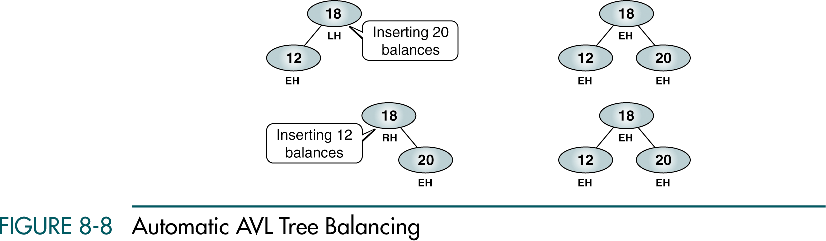 18
LH
Inserting 20
balances
12
EH
18
EH
12
EH
20
EH
18
RH
Inserting 12
balances
20
EH
18
EH
12
EH
20
EH
FIGURE 8-8 Automatic AVL Tree Balancing